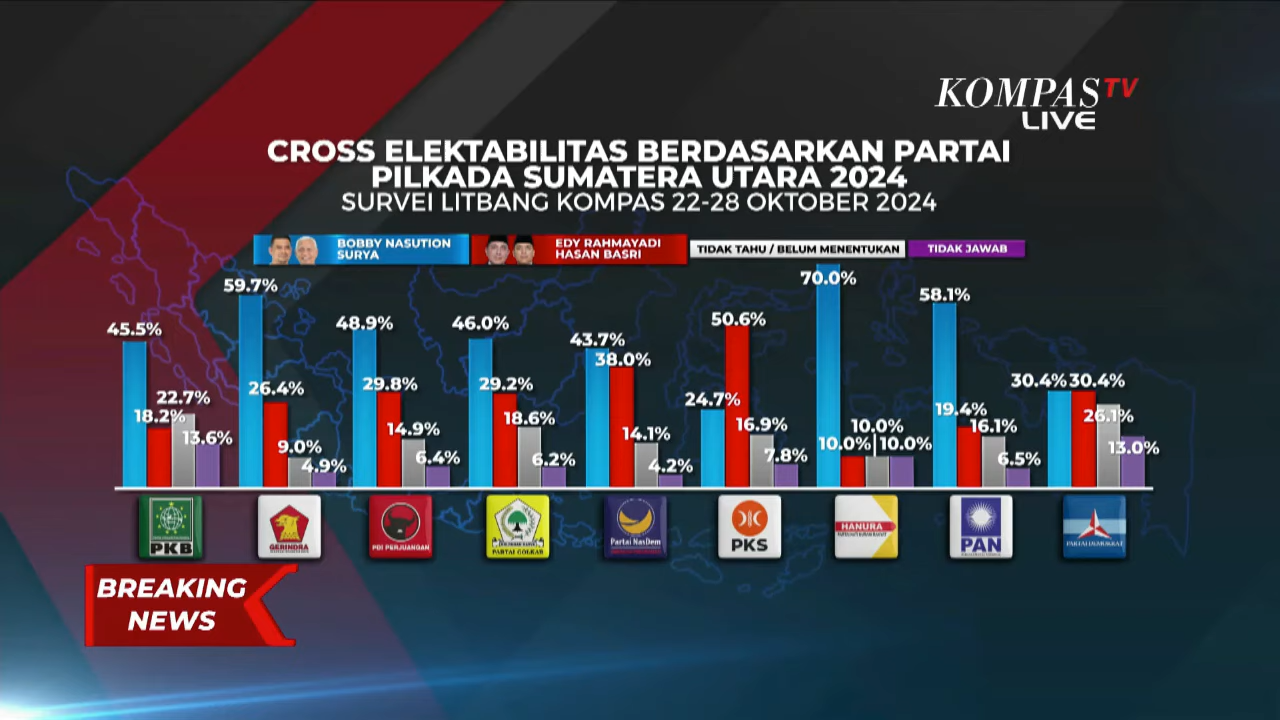 KOMPAS TV
LIVE
CROSS ELEKTABILITAS BERDASARKAN PARTAI
PILKADA SUMATERA UTARA 2024
SURVEI LITBANG KOMPAS 22-28 OKTOBER 2024
BOBBY NASUTION
SURYA
EDY RAHMAYADI
HASAN BASRI
TIDAK TAHU / BELUM MENENTUKAN
TIDAK JAWAB
45.5%
18.2%
22.7%
13.6%
59.7%
26.4%
9.0%
4.9%
48.9%
29.8%
14.9%
6.4%
46.0%
29.2%
18.6%
6.2%
43.7%
38.0%
14.1%
4.2%
24.7%
50.6%
16.9%
7.8%
70.0%
10.0%
10.0%
10.0%
58.1%
19.4%
16.1%
6.5%
30.4%
30.4%
26.1%
13.0%
PKB
GERINDRA
PDI PERJUANGAN
PARTAI GOLKAR
Partai NasDem
PKS
HANURA
PAN
PARTAI DEMOKRAT
BREAKING
NEWS